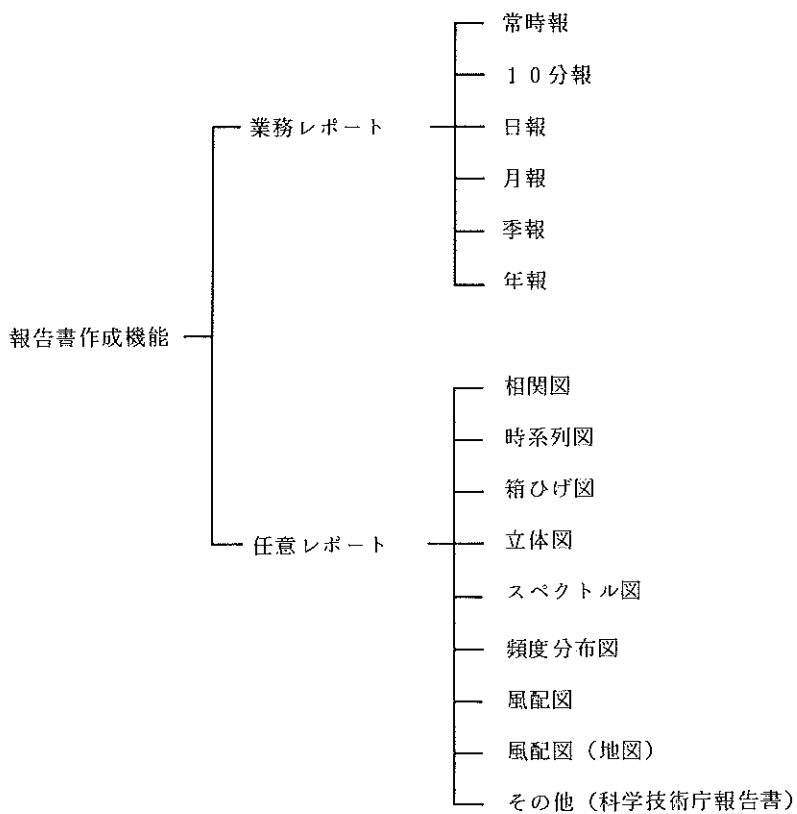 常時報
10分報
業務レポート
日報
月報
季報
年報
報告書作成機能
相関図
時系列図
箱ひげ図
任意レポート
立体図
スペクトル図
頻度分布図
風配図
風配図（地図）
その他（科学技術庁報告書）